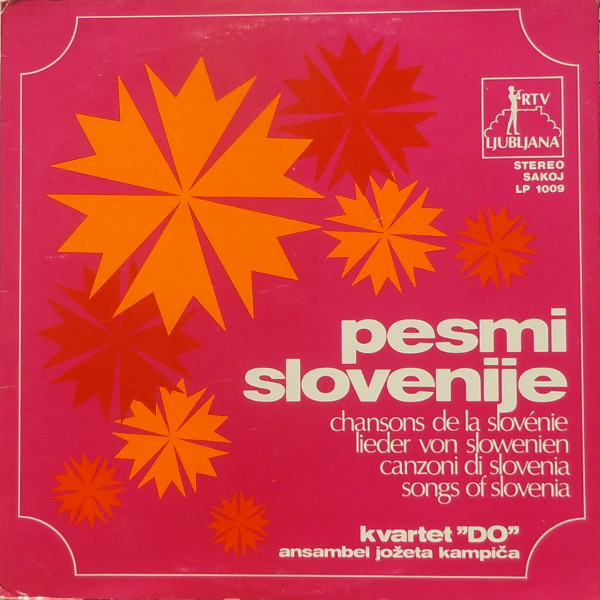 RTV
LJUBLJANA
STEREO
SAKOJ
LP 1009
pesmi
slovenije
chansons de la slovénie
lieder von slowenien
canzoni di slovenia
songs of slovenia
kvartet "DO"
ansambel jožeta kampiča